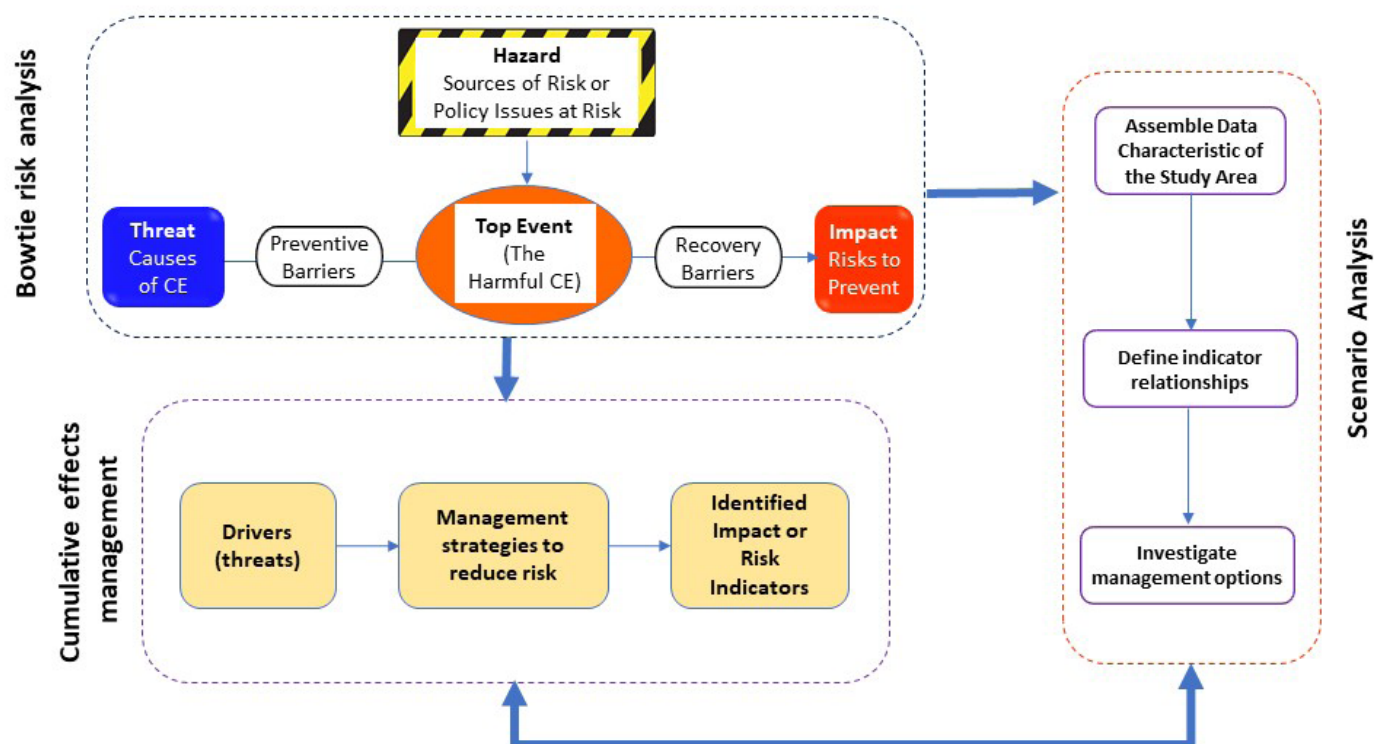 Bowtie risk analysis
Hazard
Sources of Risk or
Policy Issues at Risk
Threat
Causes
of CE
Preventive
Barriers
Top Event
(The
Harmful CE)
Recovery
Barriers
Impact
Risks to
Prevent
Cumulative effects
management
Drivers
(threats)
Management
strategies to
reduce risk
Identified
Impact or
Risk
Indicators
Assemble Data
Characteristic of
the Study Area
Define indicator
relationships
Investigate
management options
Scenario Analysis